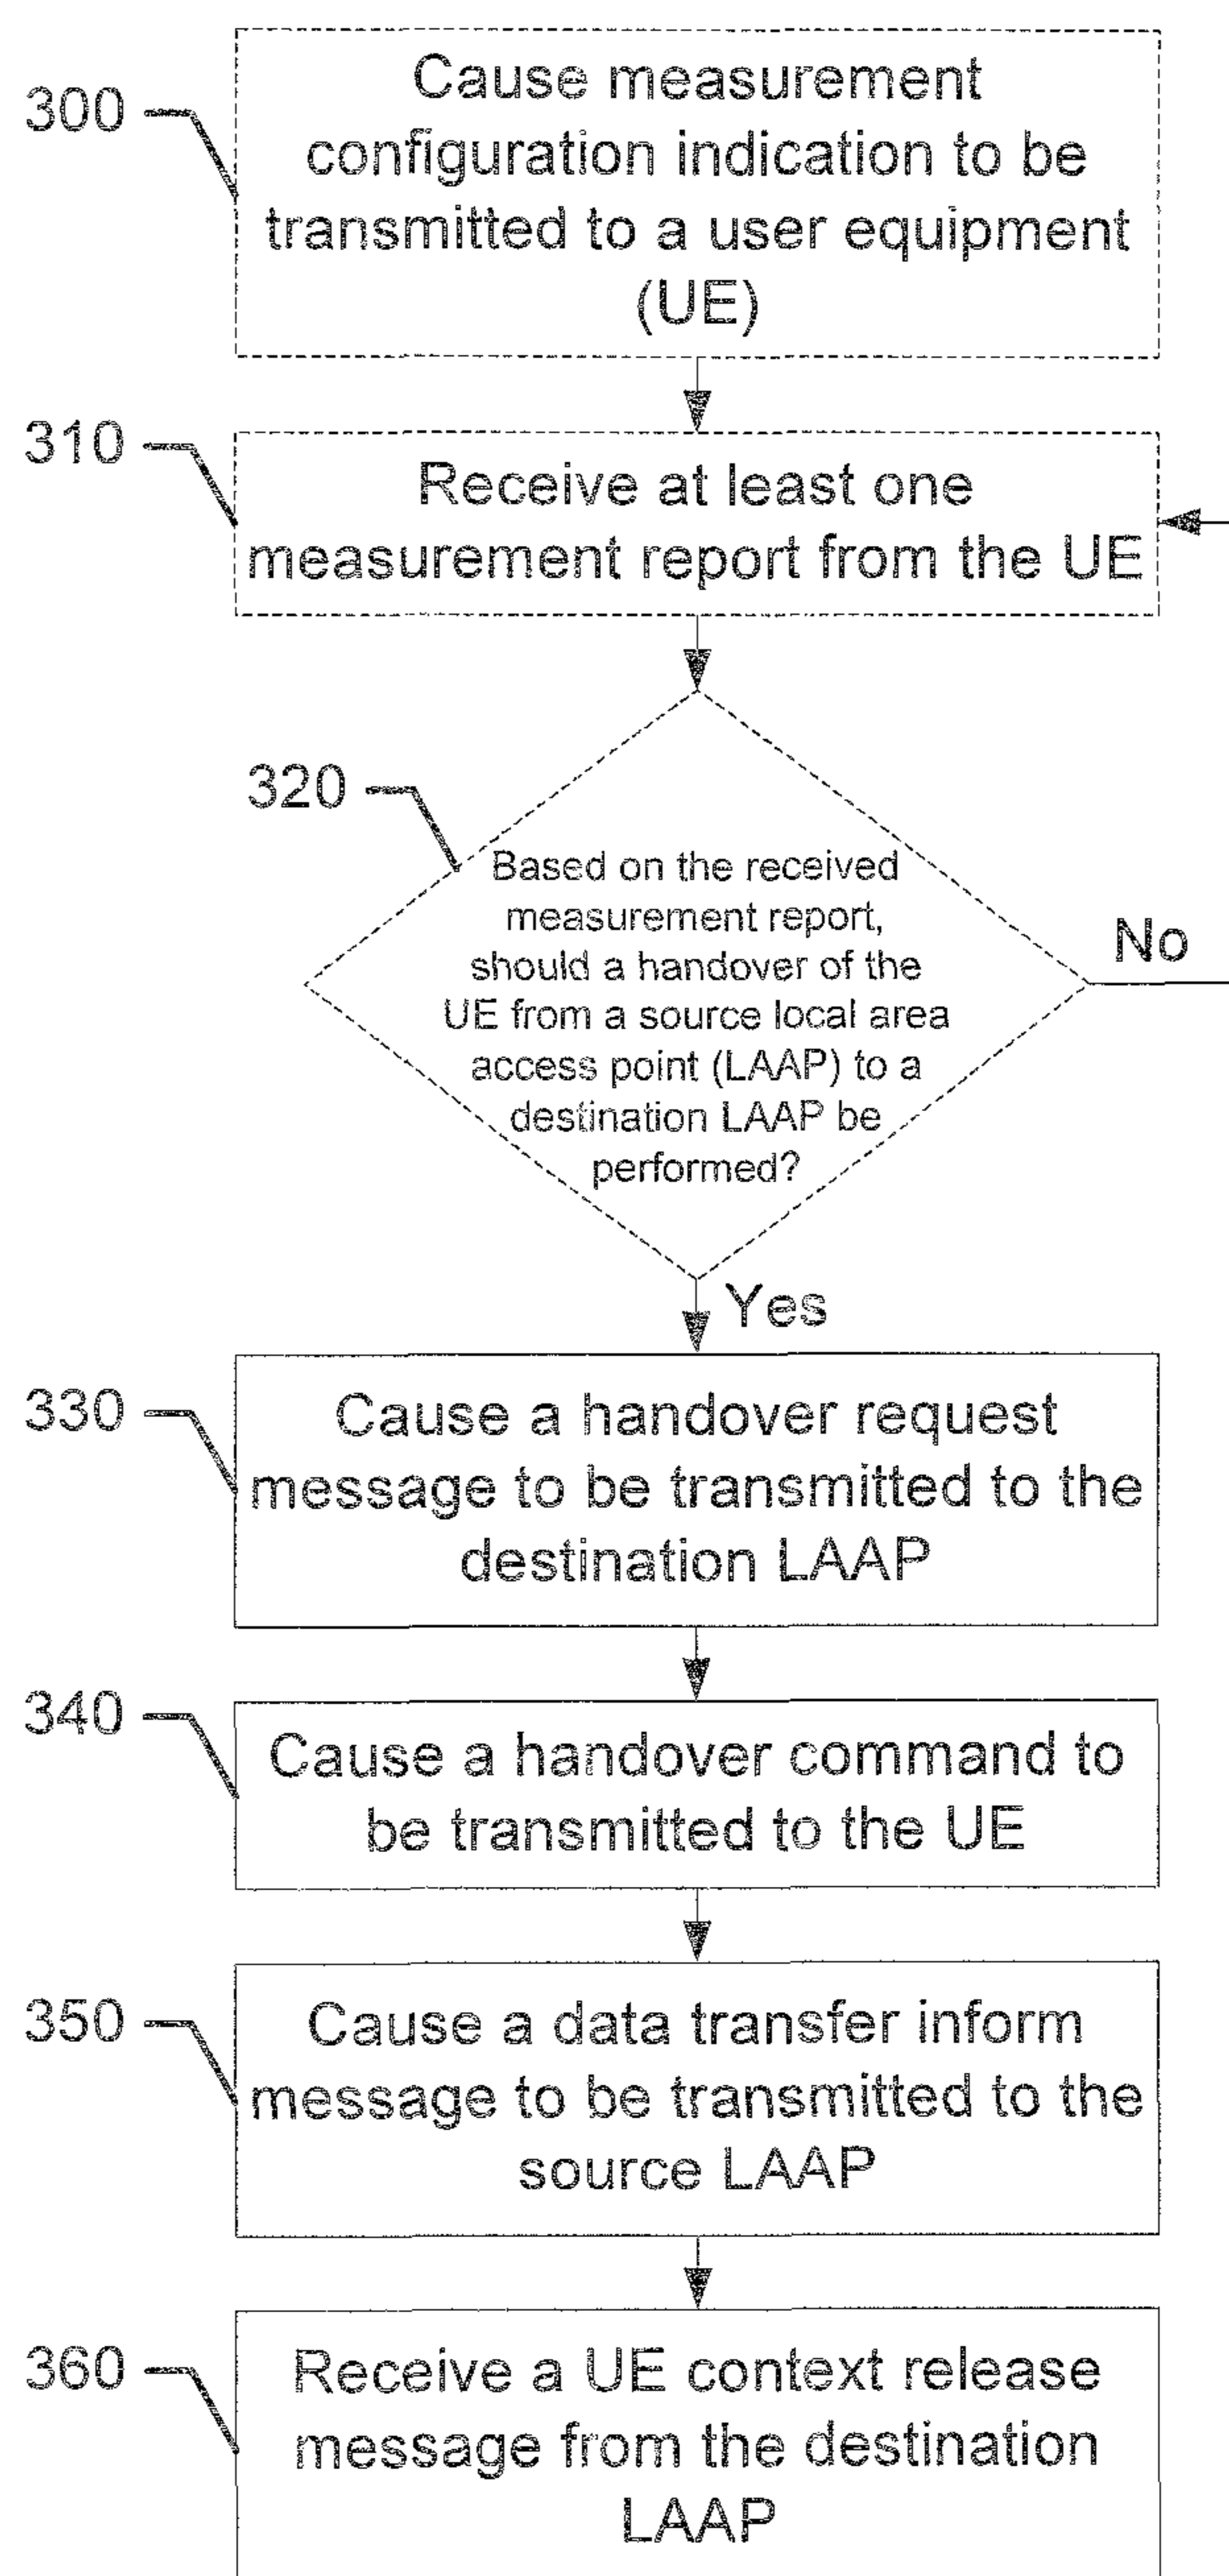 300
Cause measurement
configuration indication to be
transmitted to a user equipment
(UE)
310
Receive at least one
measurement report from the UE
320
Based on the received
measurement report,
should a handover of the
UE from a source local area
access point (LAAP) to a
destination LAAP be
performed?
No
Yes
330
Cause a handover request
message to be transmitted to the
destination LAAP
340
Cause a handover command to
be transmitted to the UE
350
Cause a data transfer inform
message to be transmitted to the
source LAAP
360
Receive a UE context release
message from the destination
LAAP